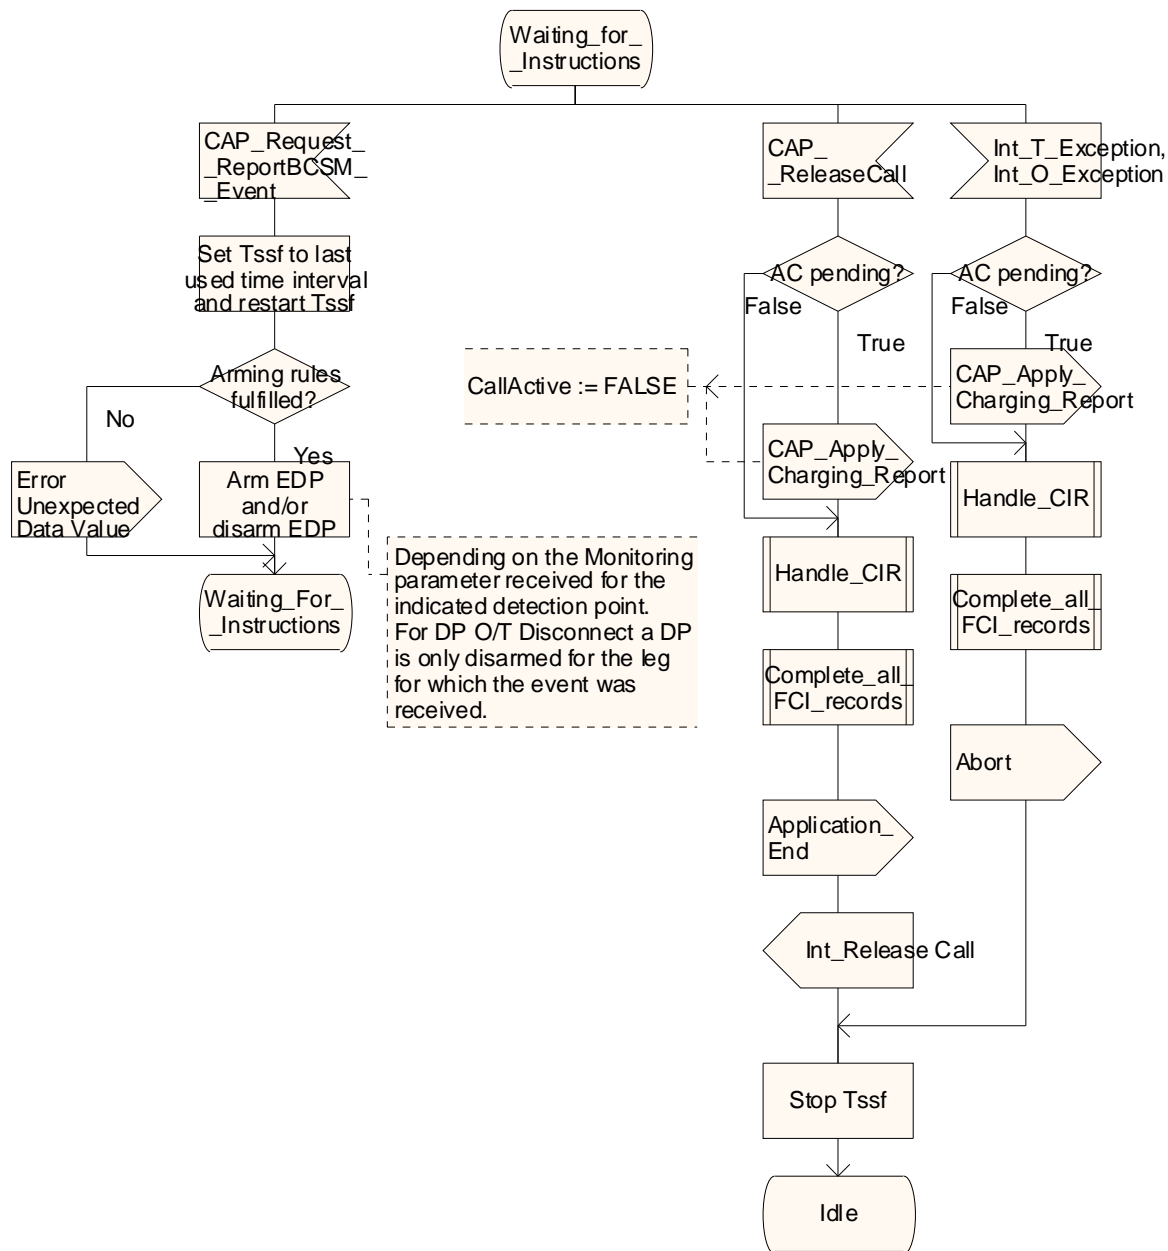 Waiting_for_
_Instructions
CAP_Request_
_ReportBCSM_
_Event
Set Tssf to last
used time interval
and restart Tssf
Arming rules
fulfilled?
No
Yes
Error
Unexpected
Data Value
Arm EDP
and/or
disarm EDP
Waiting_For_
_Instructions
Depending on the Monitoring
parameter received for the
indicated detection point.
For DP O/T Disconnect a DP
is only disarmed for the leg
for which the event was
received.
CallActive := FALSE
CAP_
_ReleaseCall
AC pending?
False
True
CAP_Apply_
Charging_Report
Handle_CIR
Complete_all_
FCI_records
Application_
End
Int_Release Call
Stop Tssf
Idle
Int_T_Exception,
Int_O_Exception
AC pending?
False
True
CAP_Apply_
Charging_Report
Handle_CIR
Complete_all_
FCI_records
Abort